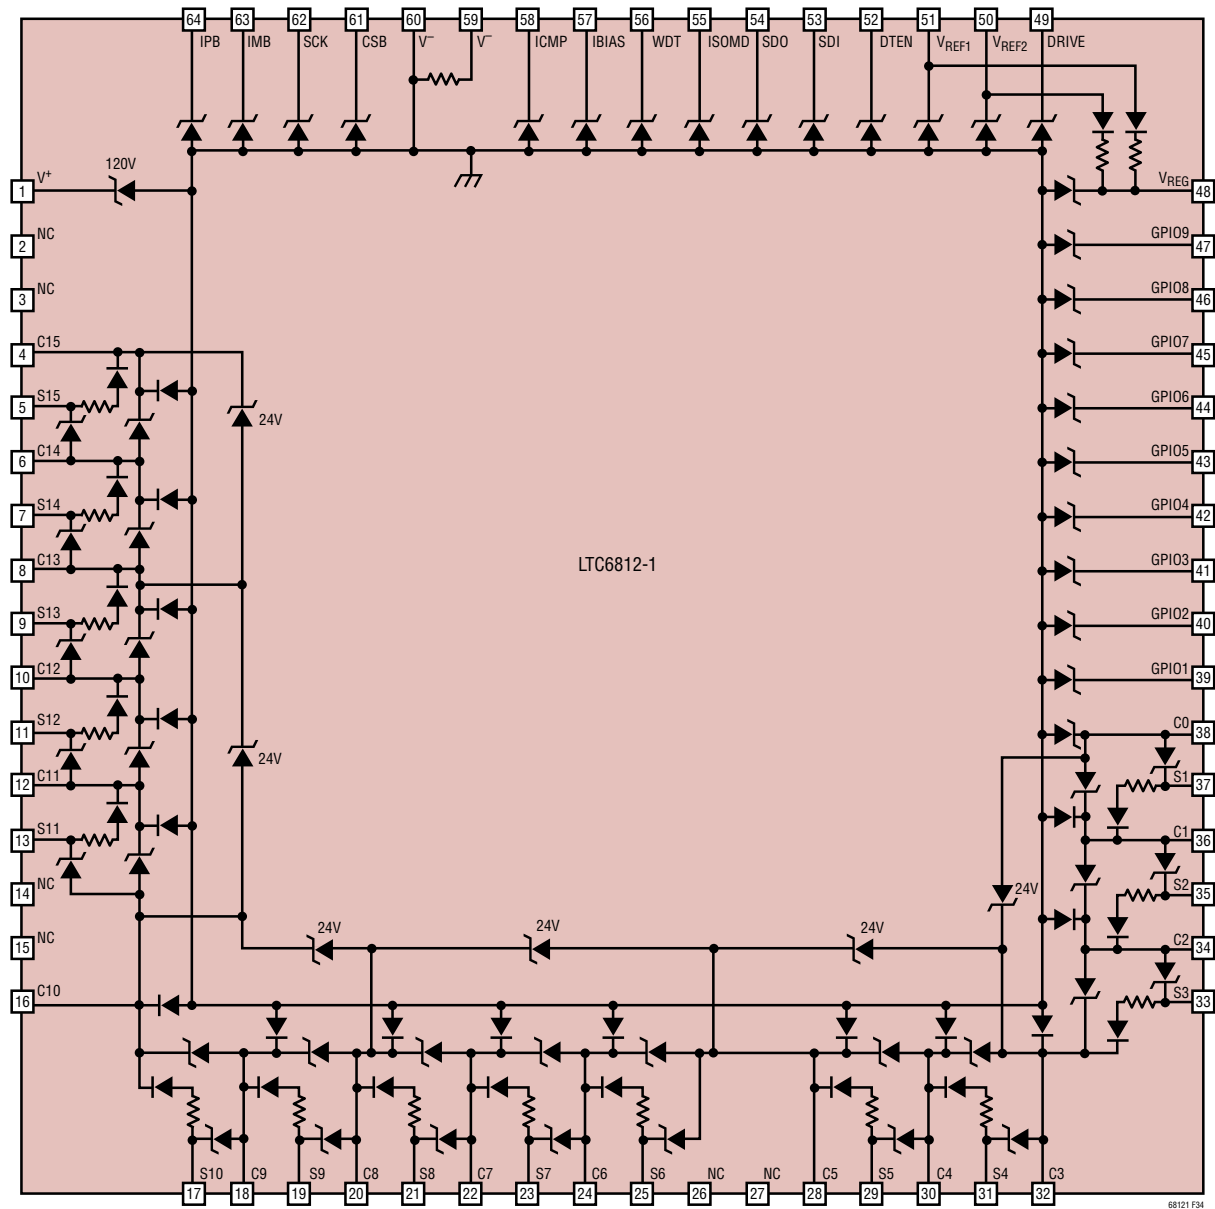 64 63 62 61 60 59 58 57 56 55 54 53 52 51 50 49
IPB IMB SCK CSB V– V– ICMP IBIAS WDT ISOMD SDO SDI DTEN VREF1 VREF2 DRIVE
120V
1 V+
VREG 48
2 NC
GPIO9 47
3 NC
GPIO8 46
4 C15
GPIO7 45
5 S15
GPIO6 44
24V
6 C14
GPIO5 43
7 S14
GPIO4 42
8 C13
LTC6812-1
GPIO3 41
9 S13
GPIO2 40
10 C12
GPIO1 39
11 S12
C0 38
24V
12 C11
S1 37
13 S11
C1 36
14 NC
24V
S2 35
24V 24V 24V
15 NC
C2 34
16 C10
S3 33
S10 C9 S9 C8 S8 C7 S7 C6 S6 NC NC C5 S5 C4 S4 C3
17 18 19 20 21 22 23 24 25 26 27 28 29 30 31 32
68121 F34